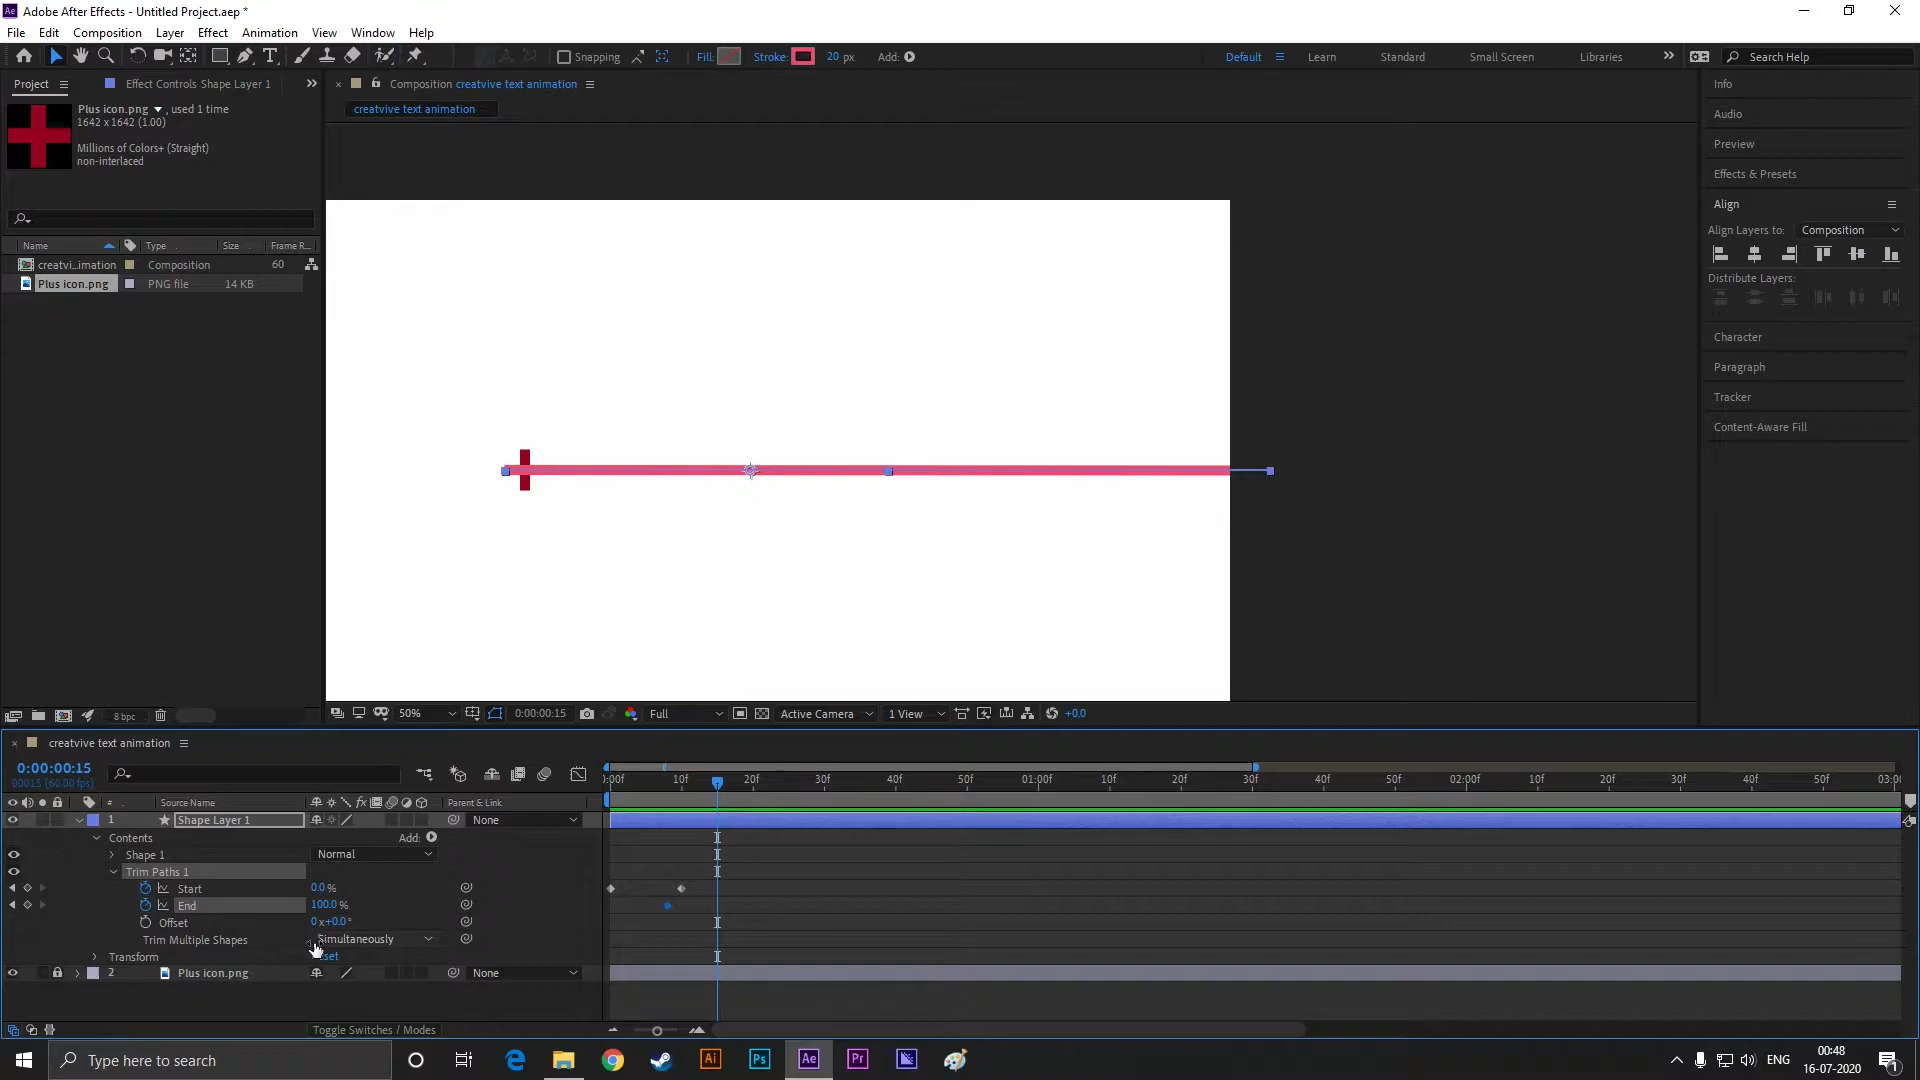 Adobe After Effects - Untitled Project.aep *
File Edit Composition Layer Effect Animation View Window Help
Snapping Fill: Stroke: 20 px Add: Default Learn Standard Small Screen Libraries Search Help
Project Effect Controls Shape Layer 1 Composition creatvive text animation
creatvive text animation
Plus icon.png , used 1 time
1642 x 1642 (1.00)
Millions of Colors+ (Straight)
non-interlaced
Name Type Size Frame R...
creatvi...imation Composition 60
Plus icon.png PNG file 14 KB
Info
Audio
Preview
Effects & Presets
Align
Align Layers to: Composition
Distribute Layers:
Character
Paragraph
Tracker
Content-Aware Fill
8 bpc 50% 0:00:00:15 Full Active Camera 1 View +0.0
creatvive text animation
0:00:00:15
00015 (60.00 fps)
):00f 10f 20f 30f 40f 50f 01:00f 10f 20f 30f 40f 50f 02:00f 10f 20f 30f 40f 50f 03:00
# Source Name fx Parent & Link
1 Shape Layer 1 None
Contents Add:
Shape 1 Normal
Trim Paths 1
Start 0.0 %
End 100.0 %
Offset 0 x +0.0 °
Trim Multiple Shapes Simultaneously
Transform
2 Plus icon.png None
Toggle Switches / Modes
Type here to search Ai Ps Ae Pr ENG 00:48
16-07-2020 1